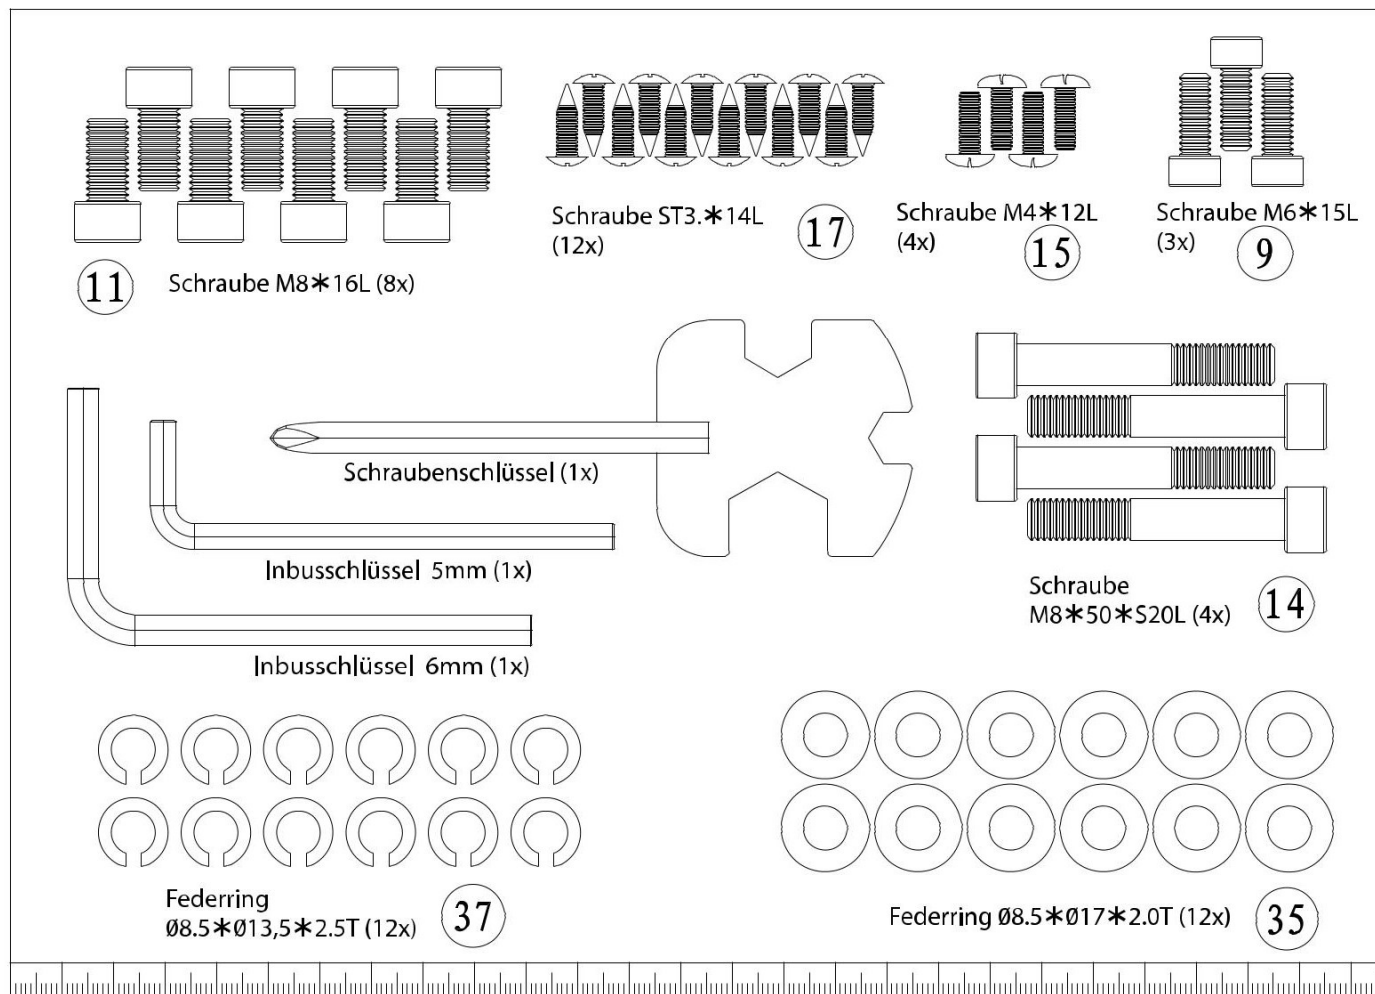 Schraube ST3.*14L
(12x)
17
Schraube M4*12L
(4x)
15
Schraube M6*15L
(3x)
9
11
Schraube M8*16L (8x)
Schraubenschlüssel (1x)
Inbusschlüssel 5mm (1x)
Inbusschlüssel 6mm (1x)
Schraube
M8*50*S20L (4x)
14
Federring
Ø8.5*Ø13,5*2.5T (12x)
37
Federring Ø8.5*Ø17*2.0T (12x)
35